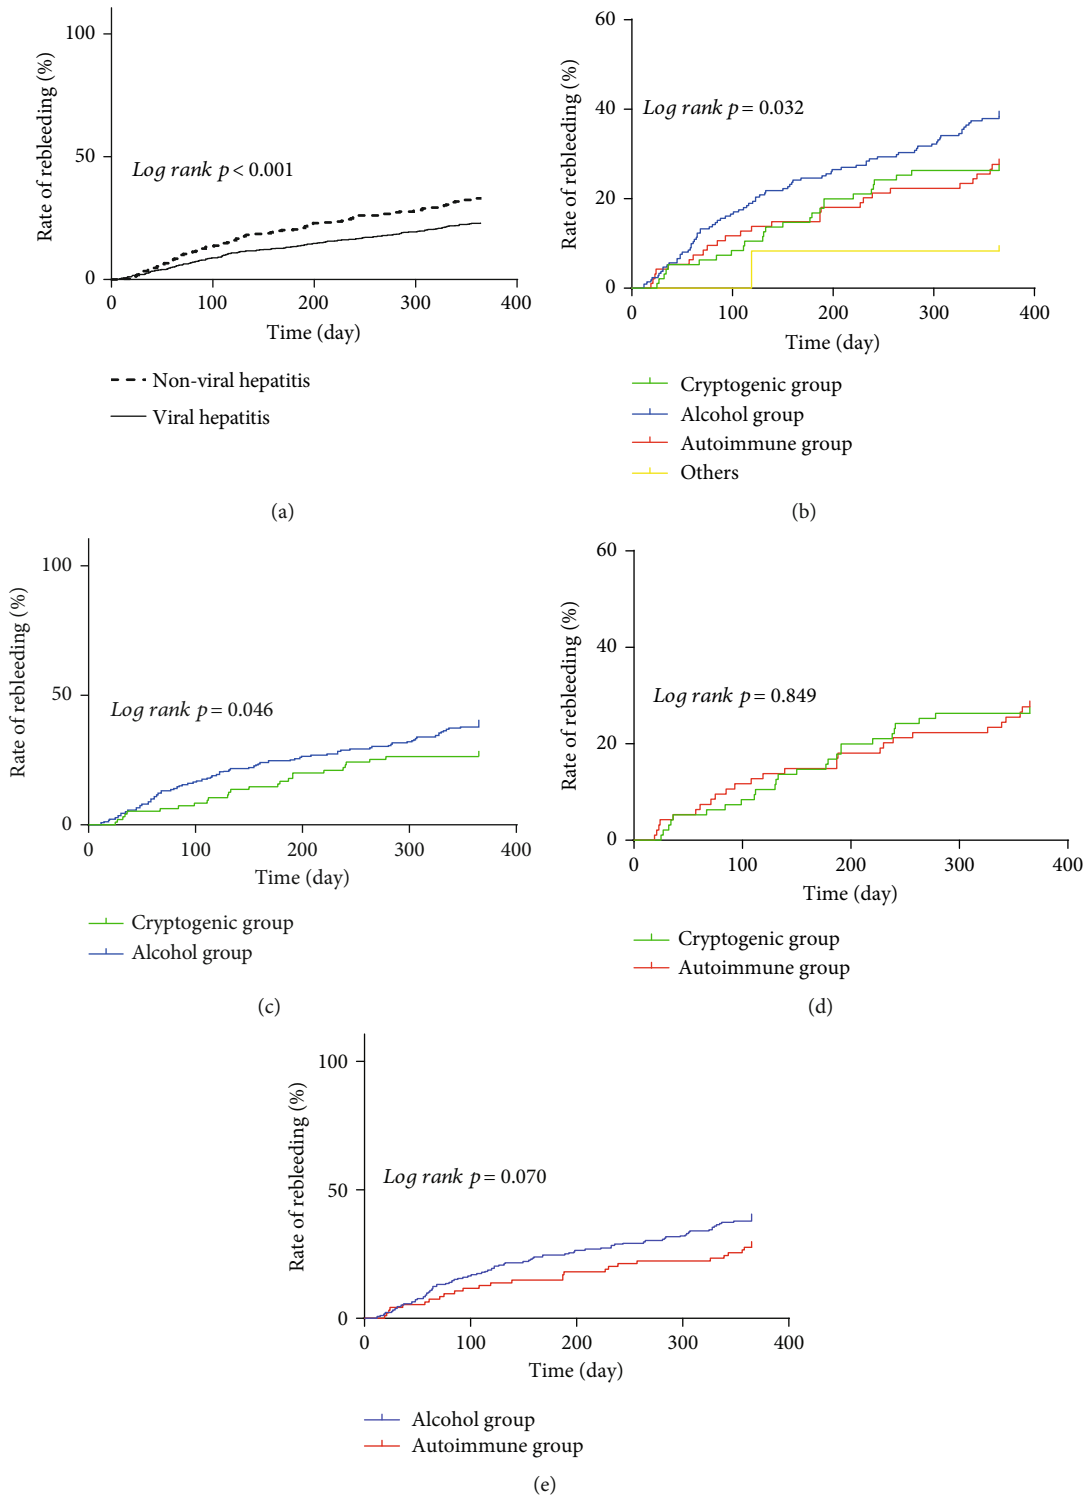 Rate of rebleeding (%)
100
50
0
Log rank p < 0.001
0 100 200 300 400
Time (day)
Non-viral hepatitis
Viral hepatitis
(a)
Rate of rebleeding (%)
60
40
20
0
Log rank p = 0.032
0 100 200 300 400
Time (day)
Cryptogenic group
Alcohol group
Autoimmune group
Others
(b)
Rate of rebleeding (%)
100
50
0
Log rank p = 0.046
0 100 200 300 400
Time (day)
Cryptogenic group
Alcohol group
(c)
Rate of rebleeding (%)
60
40
20
0
Log rank p = 0.849
0 100 200 300 400
Time (day)
Cryptogenic group
Autoimmune group
(d)
Rate of rebleeding (%)
100
50
0
Log rank p = 0.070
0 100 200 300 400
Time (day)
Alcohol group
Autoimmune group
(e)